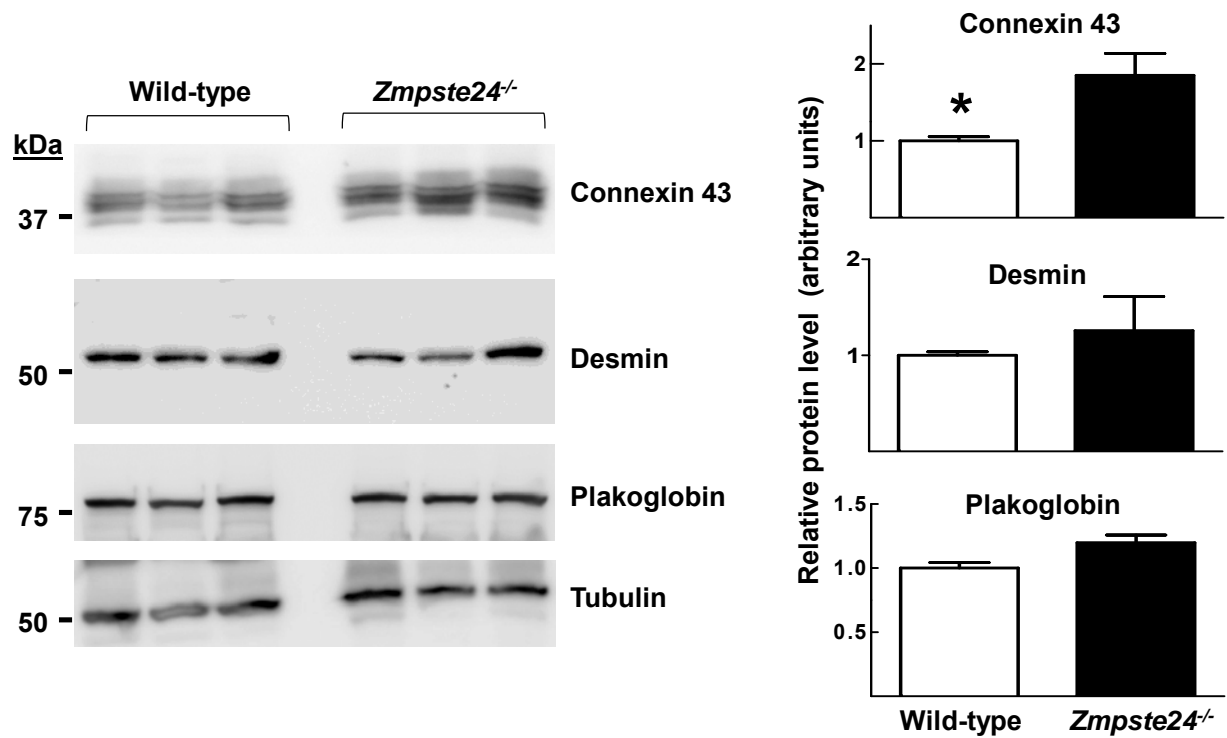 Wild-type Zmpste24-/-
kDa
37
Connexin 43
50
Desmin
75
Plakoglobin
50
Tubulin
Relative protein level (arbitrary units)
Connexin 43
2
1
*
Desmin
2
1
Plakoglobin
1.5
1.0
0.5
Wild-type Zmpste24-/-